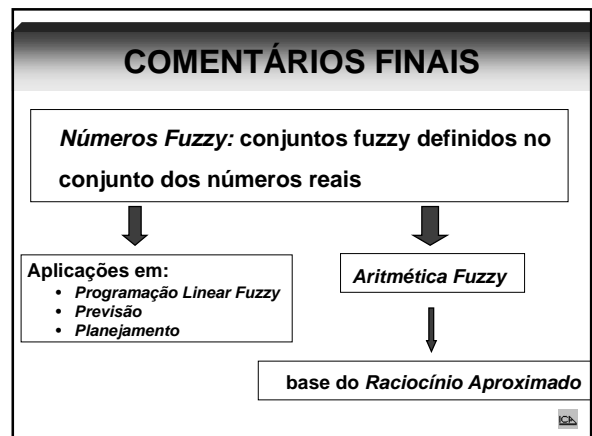 COMENTÁRIOS FINAIS
Números Fuzzy: conjuntos fuzzy definidos no
conjunto dos números reais
Aplicações em:
• Programação Linear Fuzzy
• Previsão
• Planejamento
Aritmética Fuzzy
base do Raciocínio Aproximado
ICA